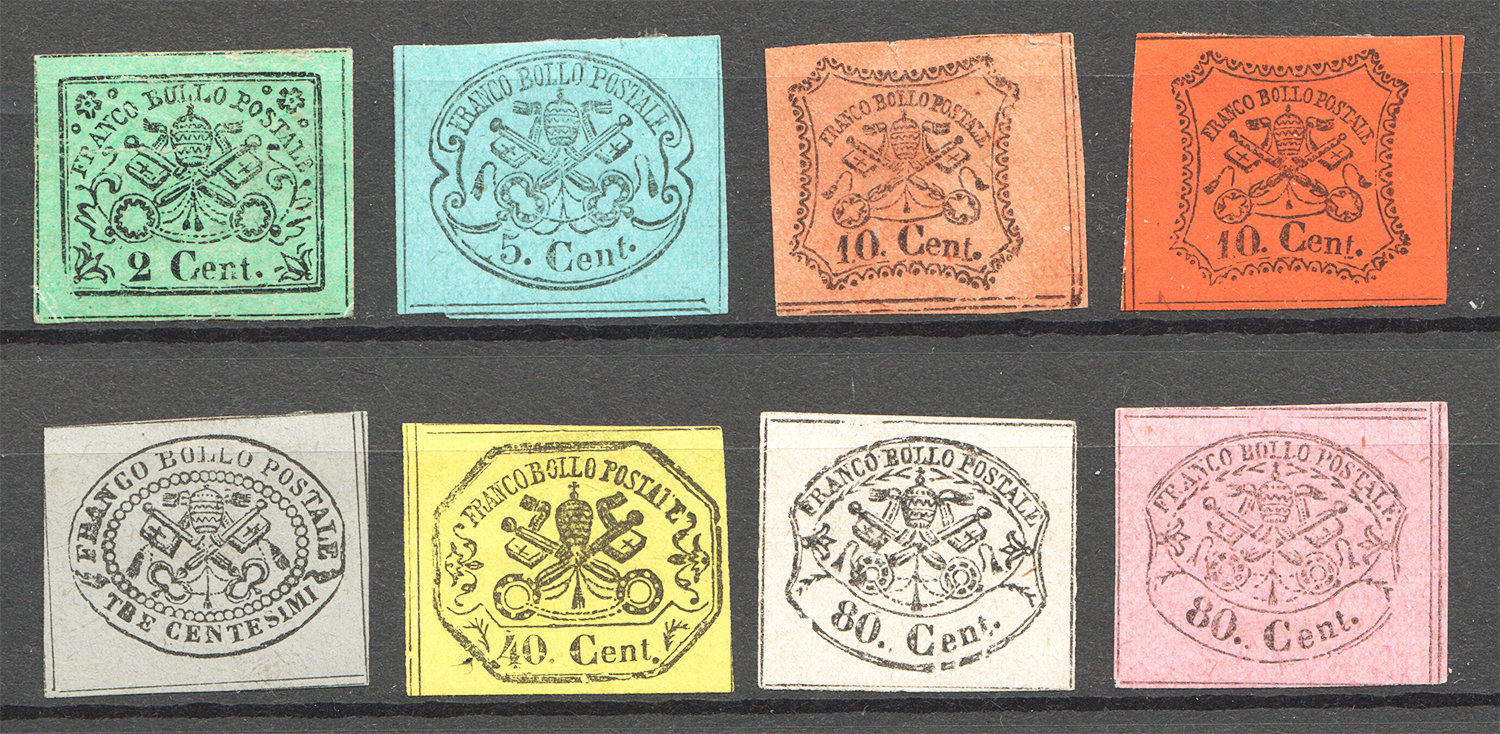 FRANCO BOLLO POSTALE
2 Cent.
FRANCO BOLLO POSTALE
5. Cent.
FRANCO BOLLO POSTALE
10. Cent.
FRANCO BOLLO POSTALE
10. Cent.
FRANCO BOLLO POSTALE
TRE CENTESIMI
FRANCO BOLLO POSTALE
40 Cent.
FRANCO BOLLO POSTALE
80. Cent.
FRANCO BOLLO POSTALE.
80. Cent.